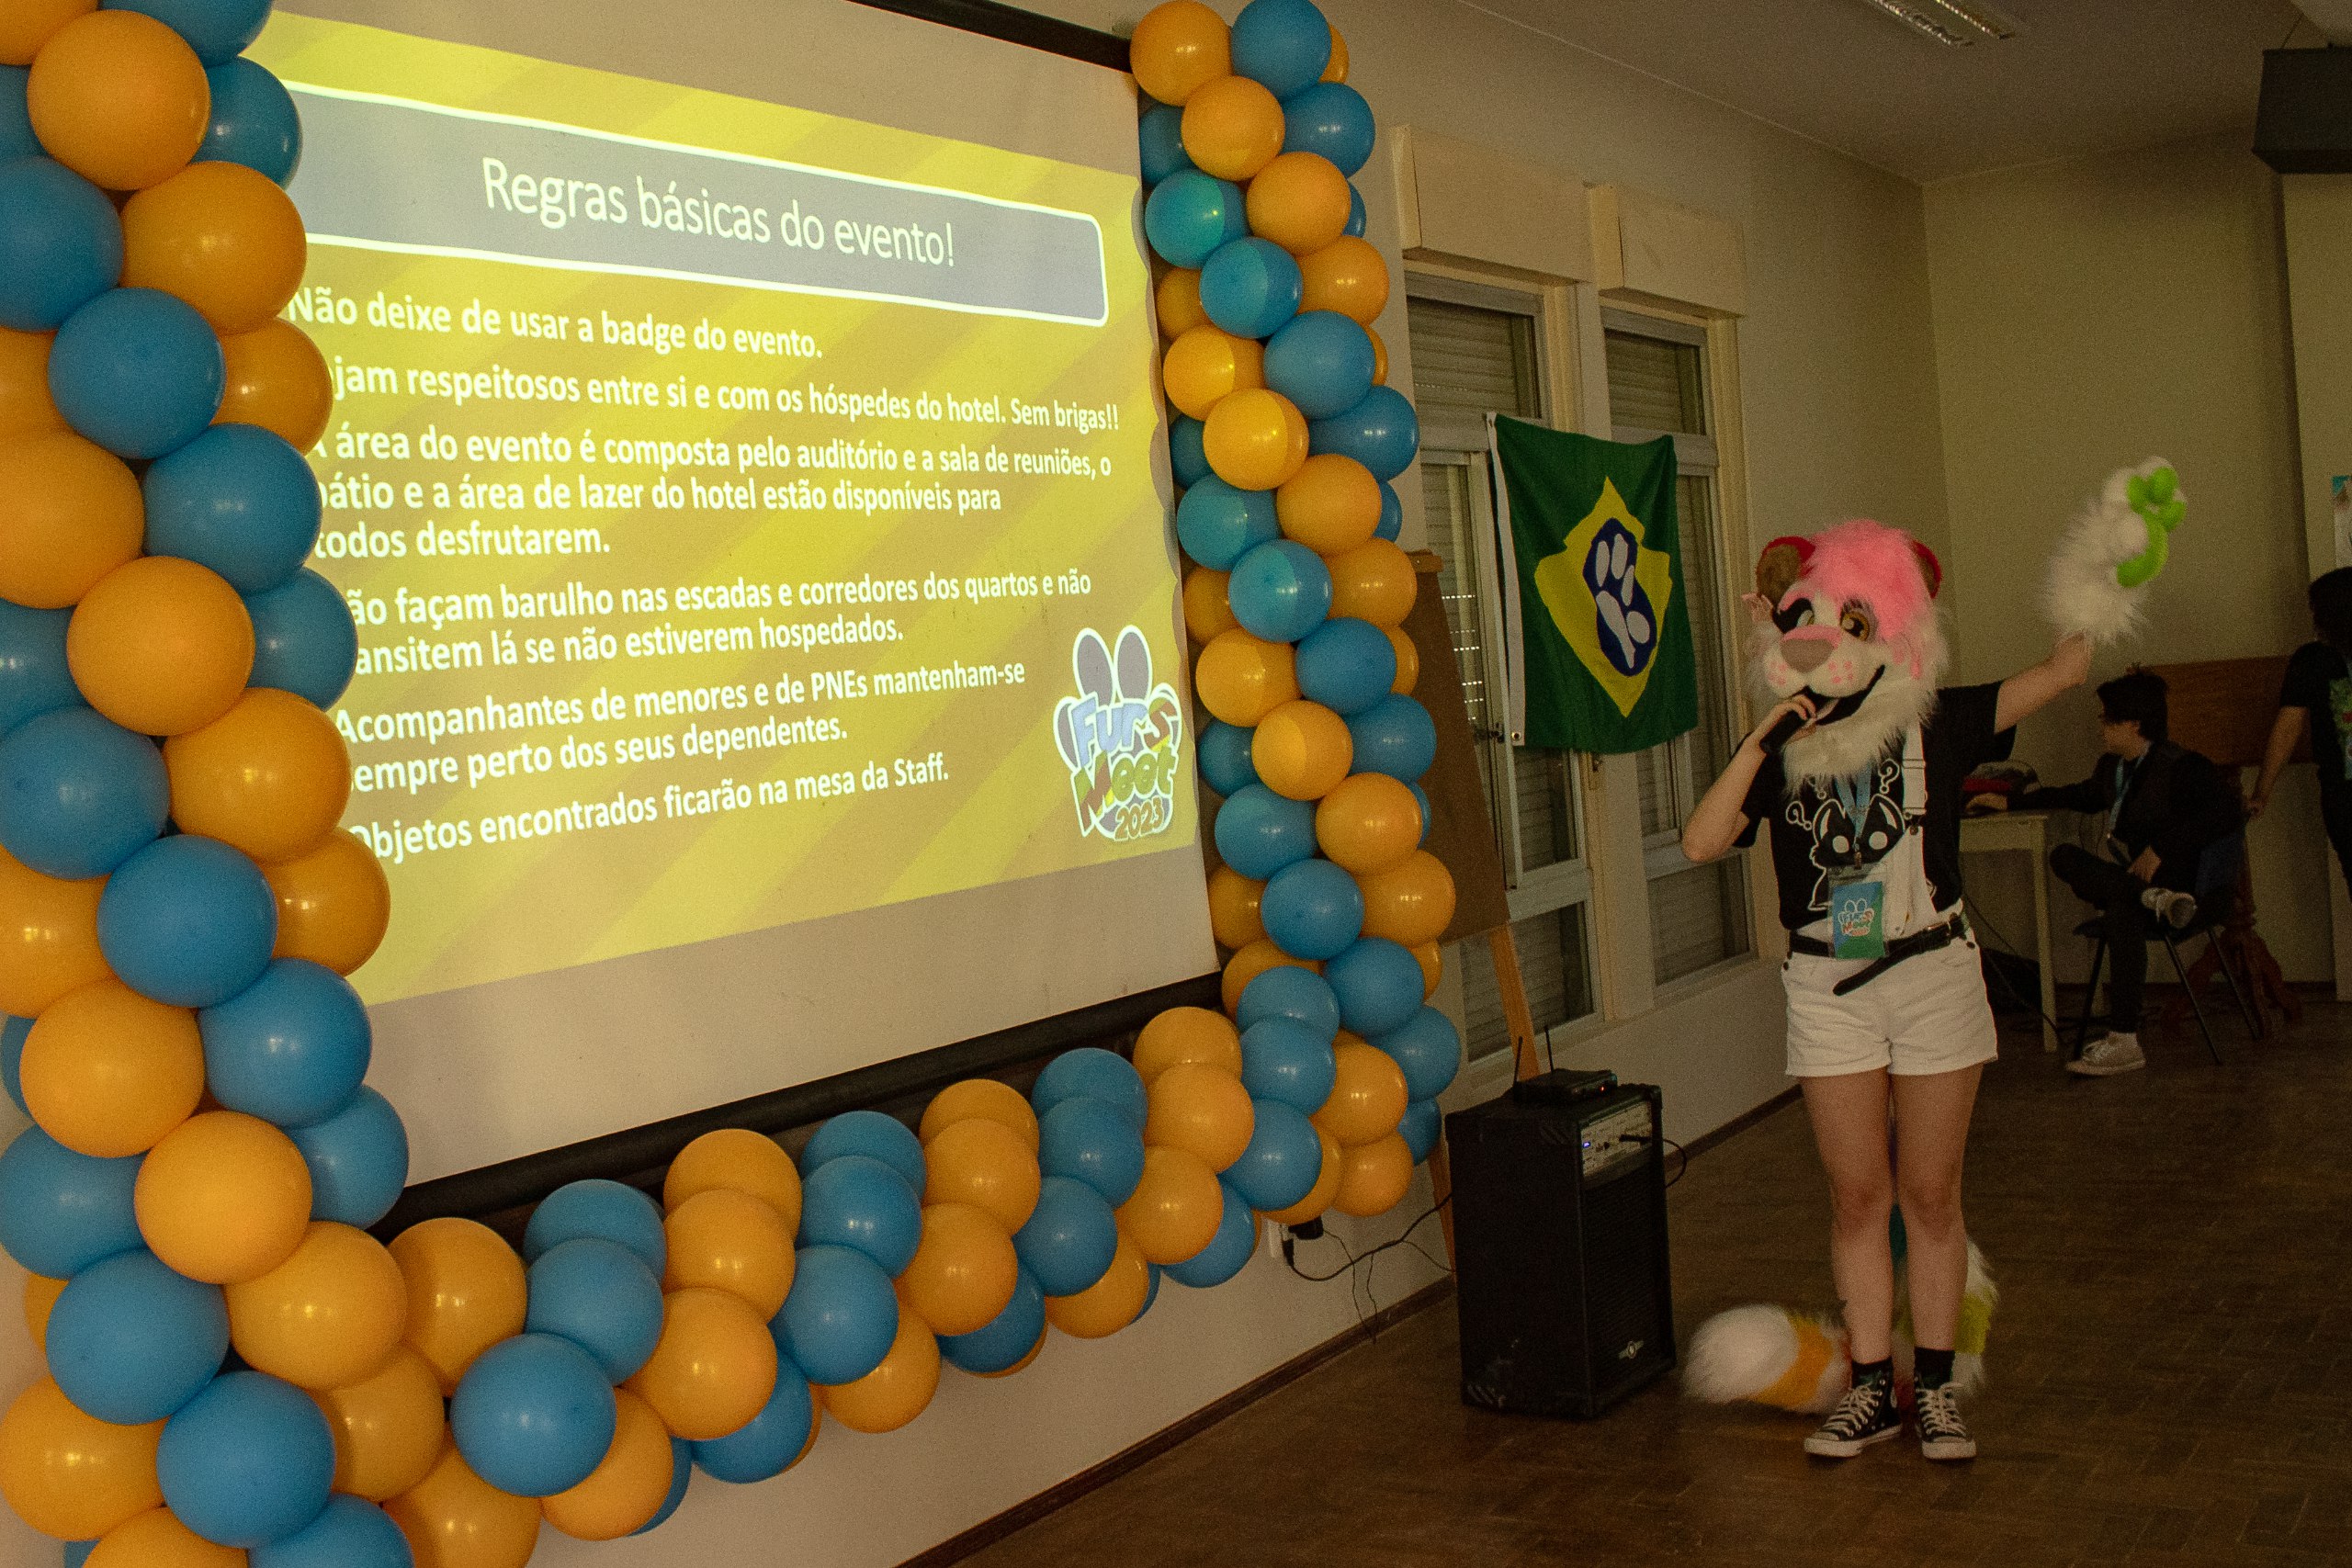 Regras básicas do evento!
Não deixe de usar a badge do evento.
jam respeitosos entre si e com os hóspedes do hotel. Sem brigas!!
A área do evento é composta pelo auditório e a sala de reuniões, o
pátio e a área de lazer do hotel estão disponíveis para
todos desfrutarem.
ão façam barulho nas escadas e corredores dos quartos e não
ansitem lá se não estiverem hospedados.
Acompanhantes de menores e de PNEs mantenham-se
sempre perto dos seus dependentes.
Objetos encontrados ficarão na mesa da Staff.
Furs
Meet
2023
Furs
Meet